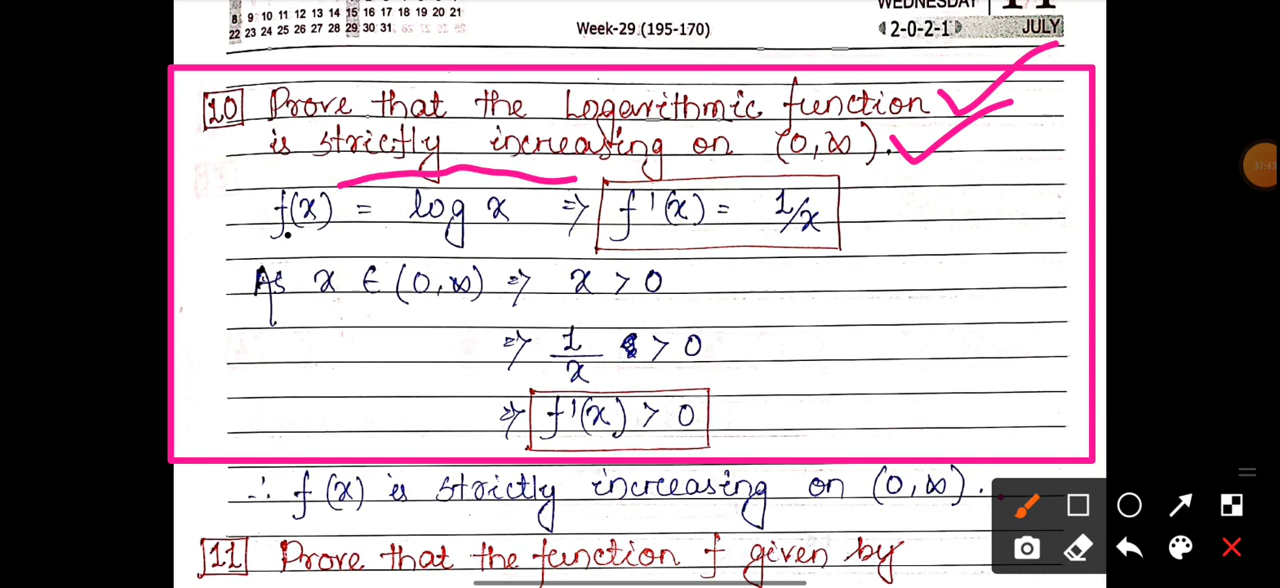 WEDNESDAY
8 9 10 11 12 13 14 15 16 17 18 19 20 21
22 23 24 25 26 27 28 29 30 31
Week-29 (195-170)
2-0-2-1
JULY
10 Prove that the Logarithmic function
is strictly increasing on (0,∞).
f(x) = log x ⇒ f'(x) = 1/x
As x ∈ (0,∞) ⇒ x > 0
⇒ 1/x > 0
⇒ f'(x) > 0
∴ f(x) is strictly increasing on (0,∞).
11 Prove that the function f given by